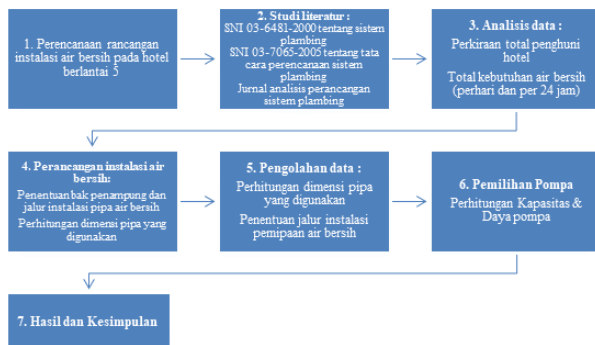 1. Perencanaan rancangan
instalasi air bersih pada hotel
berlantai 5
2. Studi literatur :
SNI 03-6481-2000 tentang sistem
plambing
SNI 03-7065-2005 tentang tata
cara perencanaan sistem
plambing
Jurnal analisis perancangan
sistem plambing
3. Analisis data :
Perkiraan total penghuni
hotel
Total kebutuhan air bersih
(perhari dan per 24 jam)
4. Perancangan instalasi air
bersih:
Penentuan bak penampung dan
jalur instalasi pipa air bersih
Perhitungan dimensi pipa yang
digunakan
5. Pengolahan data :
Perhitungan dimensi pipa
yang digunakan
Penentuan jalur instalasi
pemipaan air bersih
6. Pemilihan Pompa
Perhitungan Kapasitas &
Daya pompa
7. Hasil dan Kesimpulan